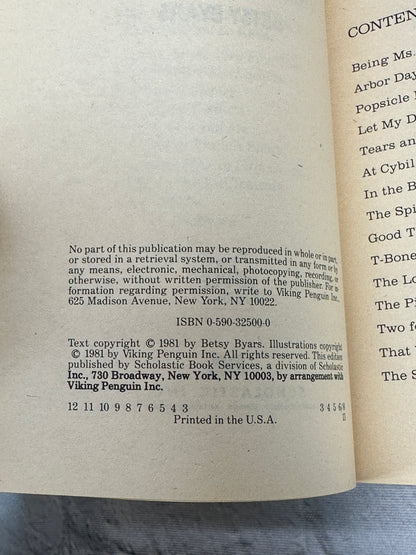 No part of this publication may be reproduced in whole or in part,
or stored in a retrieval system, or transmitted in any form or by
any means, electronic, mechanical, photocopying, recording, or
otherwise, without written permission of the publisher. For
formation regarding permission, write to Viking Penguin Inc.,
625 Madison Avenue, New York, NY 10022.
ISBN 0-590-32500-0
Text copyright © 1981 by Betsy Byars. Illustrations copyright
© 1981 by Viking Penguin Inc. All rights reserved. This edition
published by Scholastic Book Services, a division of Scholastic
Inc., 730 Broadway, New York, NY 10003, by arrangement with
Viking Penguin Inc.
12 11 10 9 8 7 6 5 4 3 3 4 5 6/8
Printed in the U.S.A.
CONTEN
Being Ms.
Arbor Day
Popsicle
Let My D
Tears an
At Cybil
In the B
The Spi
Good T
T-Bone
The Lo
The Pi
Two fo
That
The S